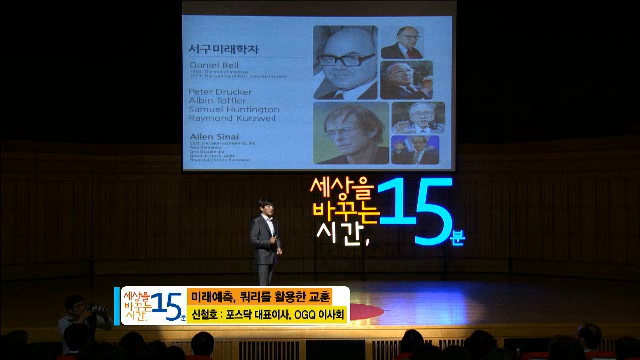 서구미래학자
Daniel Bell
Peter Drucker
Albin Toffler
Samuel Huntington
Raymond Kurzweil
Allen Sinai
세상을
바꾸는
시간,
15분
세상을
바꾸는
시간,
15분
미래예측, 쿼리를 활용한 교훈
신철호 : 포스닥 대표이사, OGQ 이사회